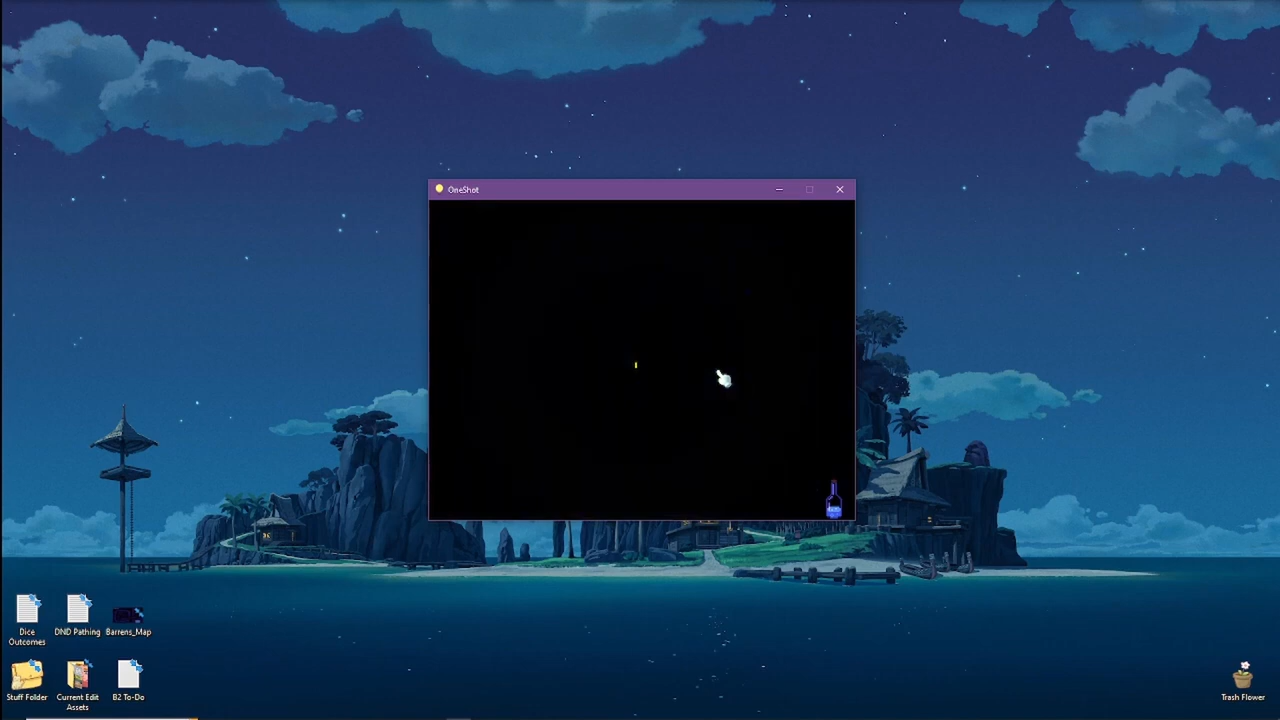 OneShot
Dice
Outcomes
DND Pathing
Barrens_Map
Stuff Folder
Current Edit
Assets
B2 To-Do
Trash Flower